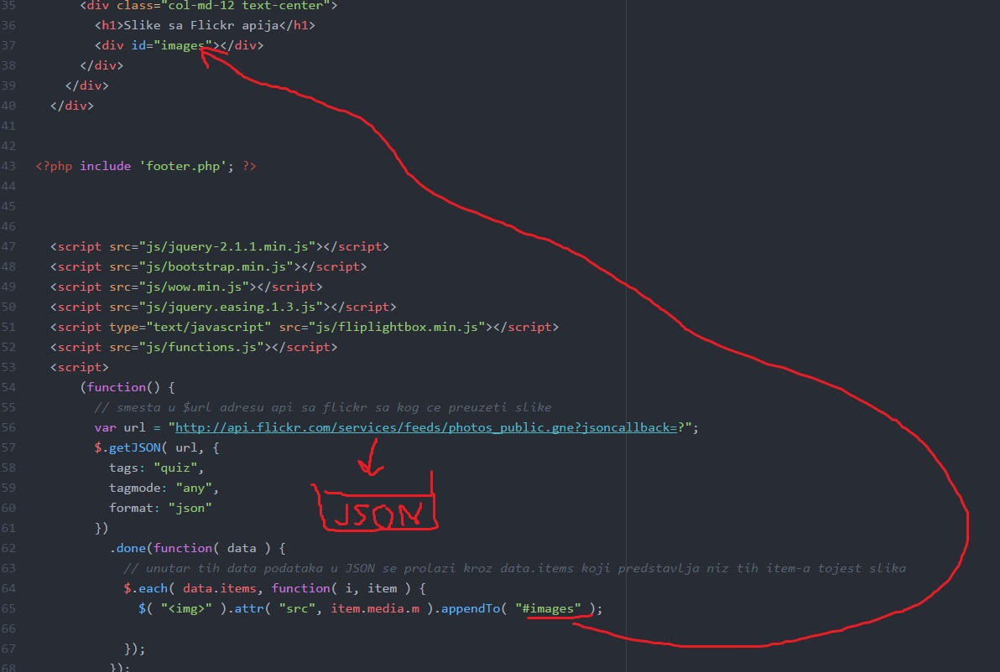 35 <div class="col-md-12 text-center">
36 <h1>Slike sa Flickr apija</h1>
37 <div id="images"></div>
38 </div>
39 </div>
40 </div>
41
42
43 <?php include 'footer.php'; ?>
44
45
46
47 <script src="js/jquery-2.1.1.min.js"></script>
48 <script src="js/bootstrap.min.js"></script>
49 <script src="js/wow.min.js"></script>
50 <script src="js/jquery.easing.1.3.js"></script>
51 <script type="text/javascript" src="js/fliplightbox.min.js"></script>
52 <script src="js/functions.js"></script>
53 <script>
54 (function() {
55 // smesta u $url adresu api sa flickr sa kog ce preuzeti slike
56 var url = "http://api.flickr.com/services/feeds/photos_public.gne?jsoncallback=?";
57 $.getJSON( url, {
58 tags: "quiz",
59 tagmode: "any",
60 format: "json"
JSON
61 })
62 .done(function( data ) {
63 // unutar tih data podataka u JSON se prolazi kroz data.items koji predstavlja niz tih item-a tojest slika
64 $.each( data.items, function( i, item ) {
65 $( "<img>" ).attr( "src", item.media.m ).appendTo( "#images" );
66
67 });
68 });